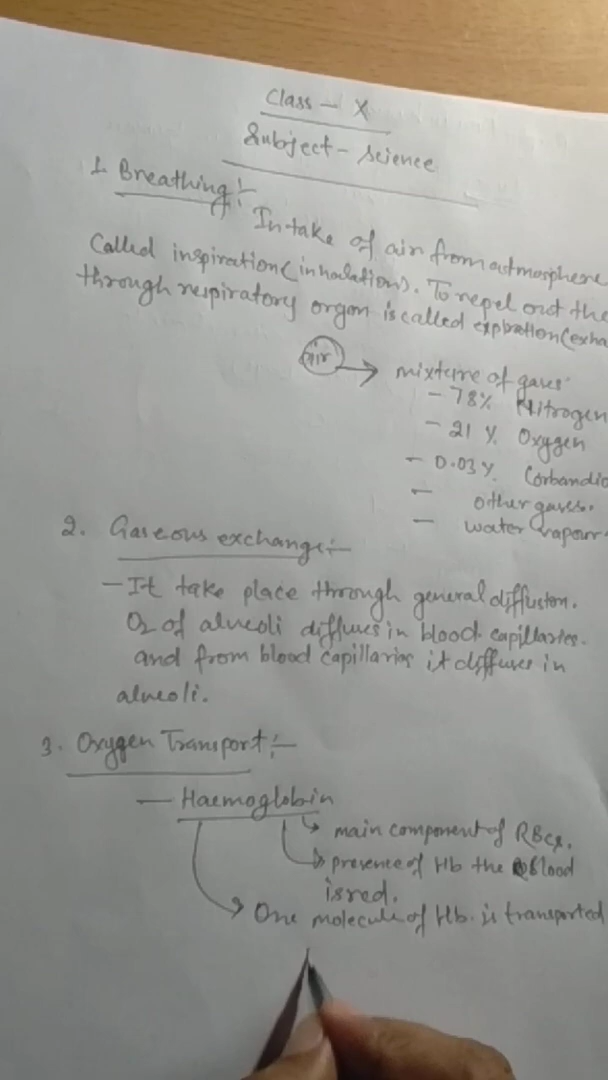 Class - X
Subject - Science
1. Breathing :-
Intake of air from astmosphere
Called inspiration (inhalations). To repel out the
through respiratory organ is called expiration (exha
air → mixture of gases
- 78% Nitrogen
- 21 % Oxygen
- 0.03 % Corbandio
- other gases.
- water vapour.
2. Gaseous exchange :-
- It take place through general diffusion.
O2 of alveoli diffuses in blood capillaries.
and from blood capillaries it diffuses in
alveoli.
3. Oxygen Transport :-
- Haemoglobin
→ main component of RBCs.
→ presence of Hb the blood
is red.
→ One molecule of Hb. is transported